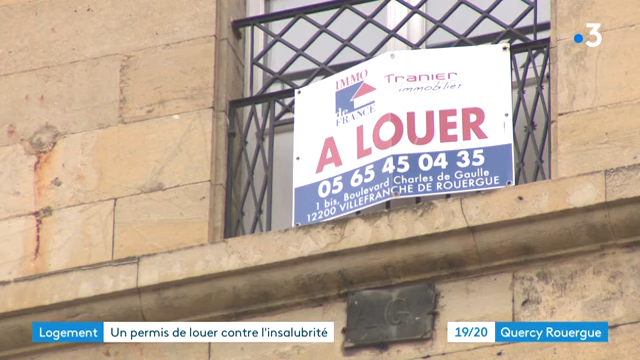 3
IMMO
de
FRANCE
Tranier
immobilier
A LOUER
05 65 45 04 35
1 bis, Boulevard Charles de Gaulle
12200 VILLEFRANCHE DE ROUERGUE
Logement Un permis de louer contre l'insalubrité
19/20 Quercy Rouergue